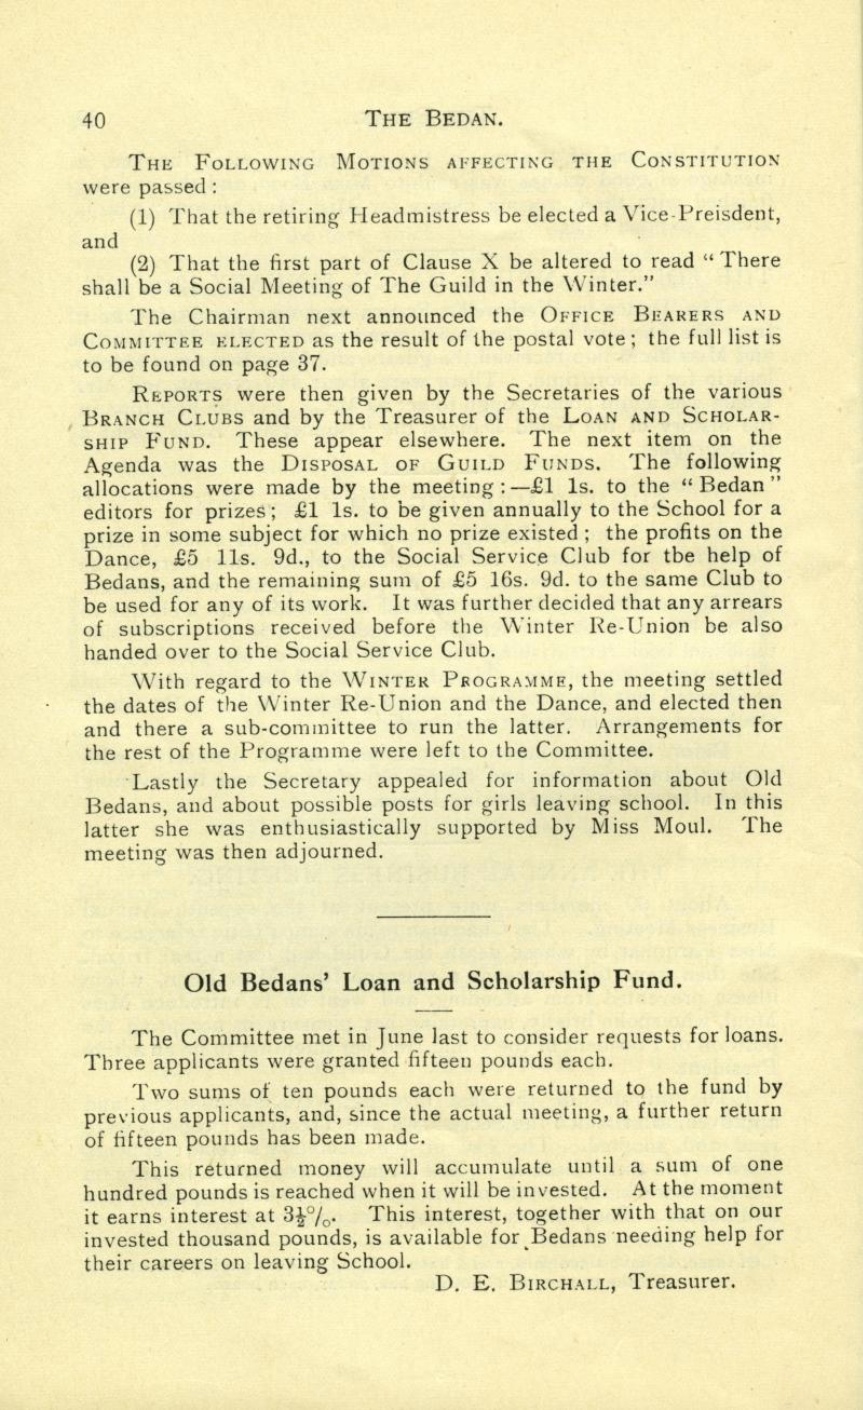 40 THE BEDAN.
THE FOLLOWING MOTIONS AFFECTING THE CONSTITUTION
were passed :
(1) That the retiring Headmistress be elected a Vice-Preisdent,
and
(2) That the first part of Clause X be altered to read “ There
shall be a Social Meeting of The Guild in the Winter.”
The Chairman next announced the OFFICE BEARERS AND
COMMITTEE ELECTED as the result of the postal vote ; the full list is
to be found on page 37.
REPORTS were then given by the Secretaries of the various
BRANCH CLUBS and by the Treasurer of the LOAN AND SCHOLAR-
SHIP FUND. These appear elsewhere. The next item on the
Agenda was the DISPOSAL OF GUILD FUNDS. The following
allocations were made by the meeting :—£1 1s. to the “ Bedan ”
editors for prizes ; £1 1s. to be given annually to the School for a
prize in some subject for which no prize existed ; the profits on the
Dance, £5 11s. 9d., to the Social Service Club for tbe help of
Bedans, and the remaining sum of £5 16s. 9d. to the same Club to
be used for any of its work. It was further decided that any arrears
of subscriptions received before the Winter Re-Union be also
handed over to the Social Service Club.
With regard to the WINTER PROGRAMME, the meeting settled
the dates of the Winter Re-Union and the Dance, and elected then
and there a sub-committee to run the latter. Arrangements for
the rest of the Programme were left to the Committee.
Lastly the Secretary appealed for information about Old
Bedans, and about possible posts for girls leaving school. In this
latter she was enthusiastically supported by Miss Moul. The
meeting was then adjourned.
Old Bedans’ Loan and Scholarship Fund.
The Committee met in June last to consider requests for loans.
Three applicants were granted fifteen pounds each.
Two sums of ten pounds each were returned to the fund by
previous applicants, and, since the actual meeting, a further return
of fifteen pounds has been made.
This returned money will accumulate until a sum of one
hundred pounds is reached when it will be invested. At the moment
it earns interest at 3½%. This interest, together with that on our
invested thousand pounds, is available for Bedans needing help for
their careers on leaving School.
D. E. BIRCHALL, Treasurer.